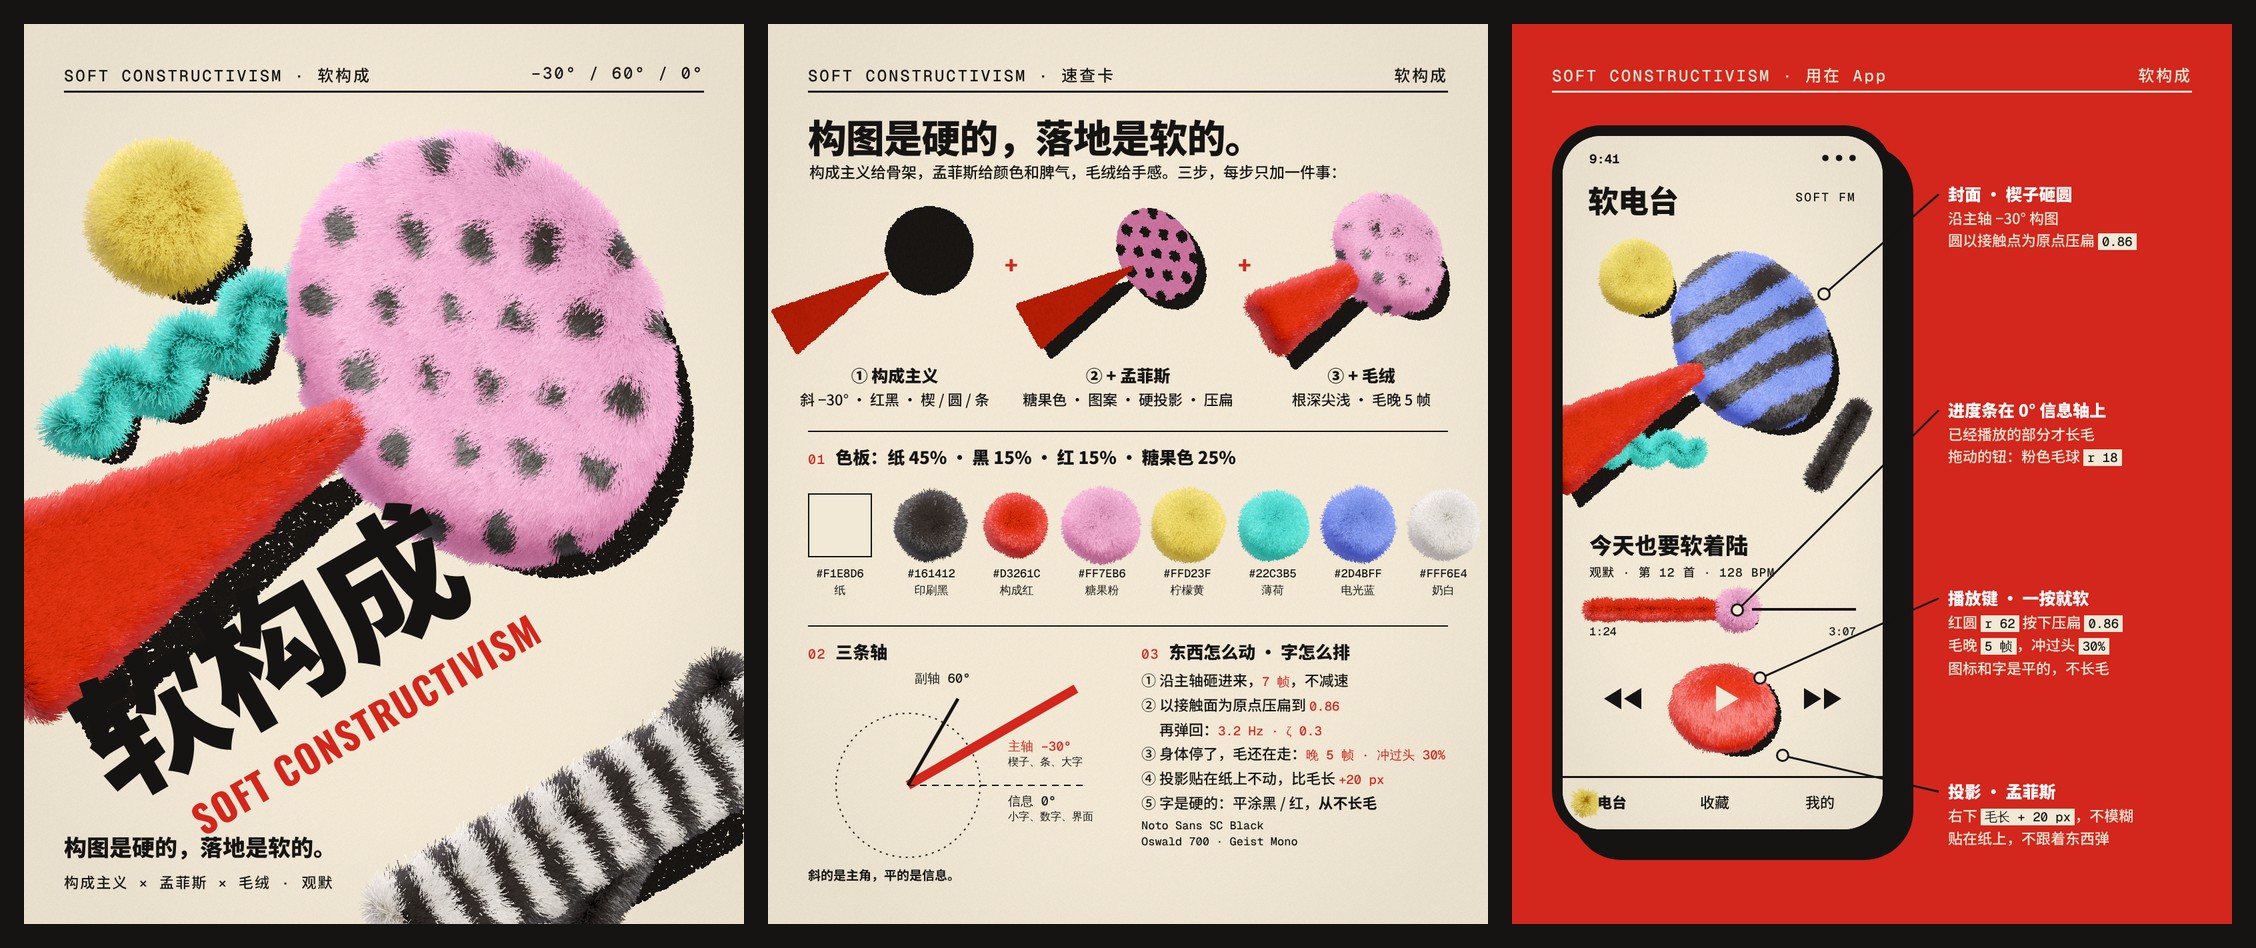 SOFT CONSTRUCTIVISM · 软构成
-30° / 60° / 0°
软构成
SOFT CONSTRUCTIVISM
构图是硬的，落地是软的。
构成主义 × 孟菲斯 × 毛绒 · 观默
SOFT CONSTRUCTIVISM · 速查卡
软构成
构图是硬的，落地是软的。
构成主义给骨架，孟菲斯给颜色和脾气，毛绒给手感。三步，每步只加一件事：
+
+
① 构成主义
斜 -30° · 红黑 · 楔 / 圆 / 条
② + 孟菲斯
糖果色 · 图案 · 硬投影 · 压扁
③ + 毛绒
根深尖浅 · 毛晚 5 帧
01 色板：纸 45% · 黑 15% · 红 15% · 糖果色 25%
#F1E8D6
纸
#161412
印刷黑
#D3261C
构成红
#FF7EB6
糖果粉
#FFD23F
柠檬黄
#22C3B5
薄荷
#2D4BFF
电光蓝
#FFF6E4
奶白
02 三条轴
副轴 60°
主轴 -30°
楔子、条、大字
信息 0°
小字、数字、界面
斜的是主角，平的是信息。
03 东西怎么动 · 字怎么排
① 沿主轴砸进来，7 帧，不减速
② 以接触面为原点压扁到 0.86
再弹回：3.2 Hz · ζ 0.3
③ 身体停了，毛还在走：晚 5 帧 · 冲过头 30%
④ 投影贴在纸上不动，比毛长 +20 px
⑤ 字是硬的：平涂黑 / 红，从不长毛
Noto Sans SC Black
Oswald 700 · Geist Mono
SOFT CONSTRUCTIVISM · 用在 App
软构成
9:41
软电台
SOFT FM
今天也要软着陆
观默 · 第 12 首 · 128 BPM
1:24
3:07
电台
收藏
我的
封面 · 楔子砸圆
沿主轴 -30° 构图
圆以接触点为原点压扁 0.86
进度条在 0° 信息轴上
已经播放的部分才长毛
拖动的钮：粉色毛球 r 18
播放键 · 一按就软
红圆 r 62 按下压扁 0.86
毛晚 5 帧，冲过头 30%
图标和字是平的，不长毛
投影 · 孟菲斯
右下 毛长 + 20 px，不模糊
贴在纸上，不跟着东西弹